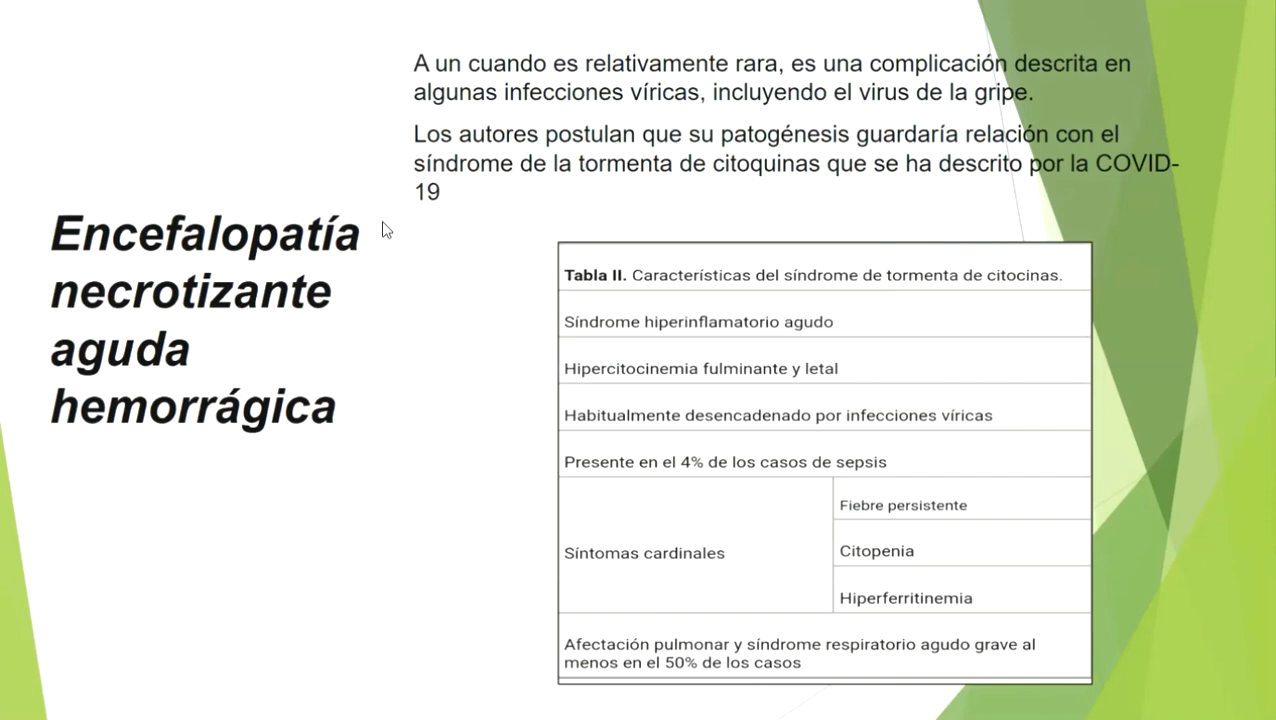 A un cuando es relativamente rara, es una complicación descrita en
algunas infecciones víricas, incluyendo el virus de la gripe.
Los autores postulan que su patogénesis guardaría relación con el
síndrome de la tormenta de citoquinas que se ha descrito por la COVID-
19
Encefalopatía
necrotizante
aguda
hemorrágica
Tabla II. Características del síndrome de tormenta de citocinas.
Síndrome hiperinflamatorio agudo
Hipercitocinemia fulminante y letal
Habitualmente desencadenado por infecciones víricas
Presente en el 4% de los casos de sepsis
Síntomas cardinales
Fiebre persistente
Citopenia
Hiperferritinemia
Afectación pulmonar y síndrome respiratorio agudo grave al
menos en el 50% de los casos